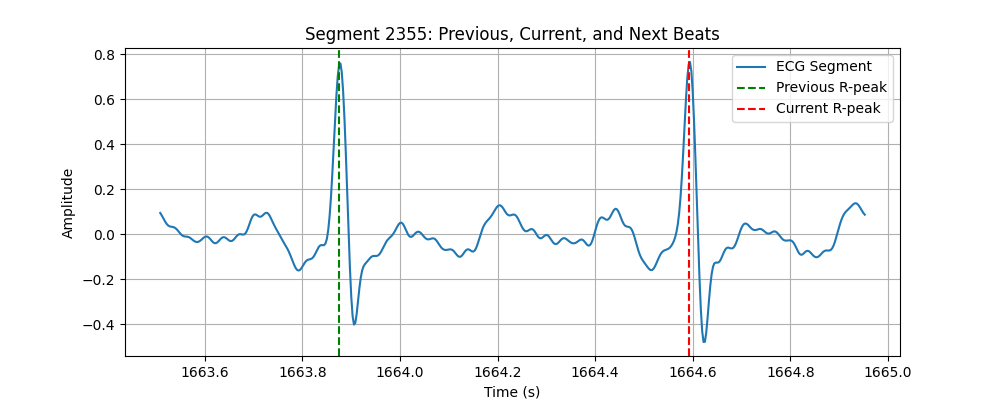 Segment 2355: Previous, Current, and Next Beats
ECG Segment
Previous R-peak
Current R-peak
Amplitude
0.8
0.6
0.4
0.2
0.0
−0.2
−0.4
1663.6 1663.8 1664.0 1664.2 1664.4 1664.6 1664.8 1665.0
Time (s)